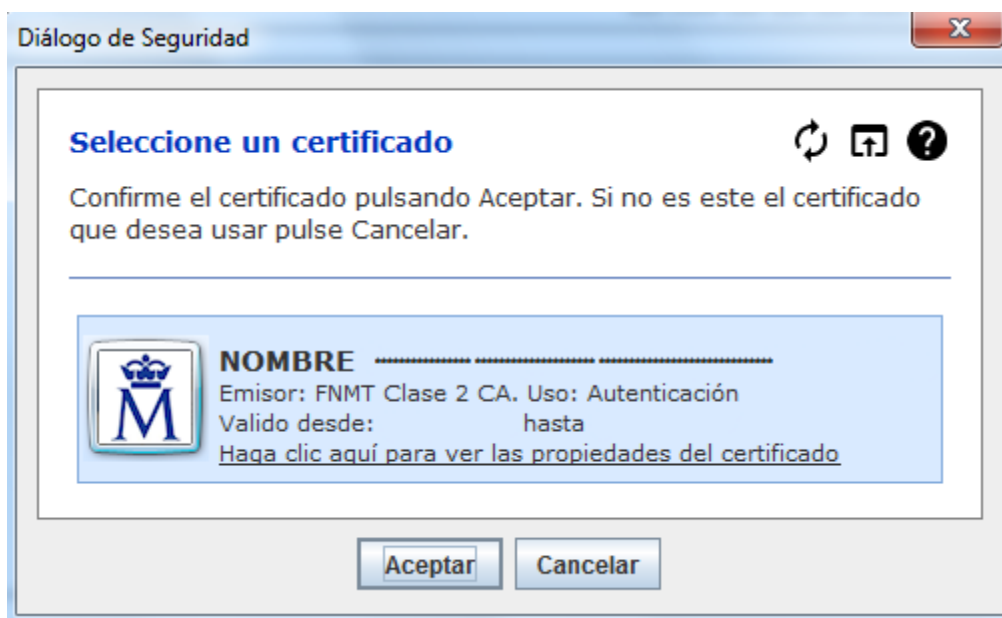 Diálogo de Seguridad
Seleccione un certificado
Confirme el certificado pulsando Aceptar. Si no es este el certificado
que desea usar pulse Cancelar.
NOMBRE
Emisor: FNMT Clase 2 CA. Uso: Autenticación
Valido desde: hasta
Haga clic aquí para ver las propiedades del certificado
Aceptar Cancelar